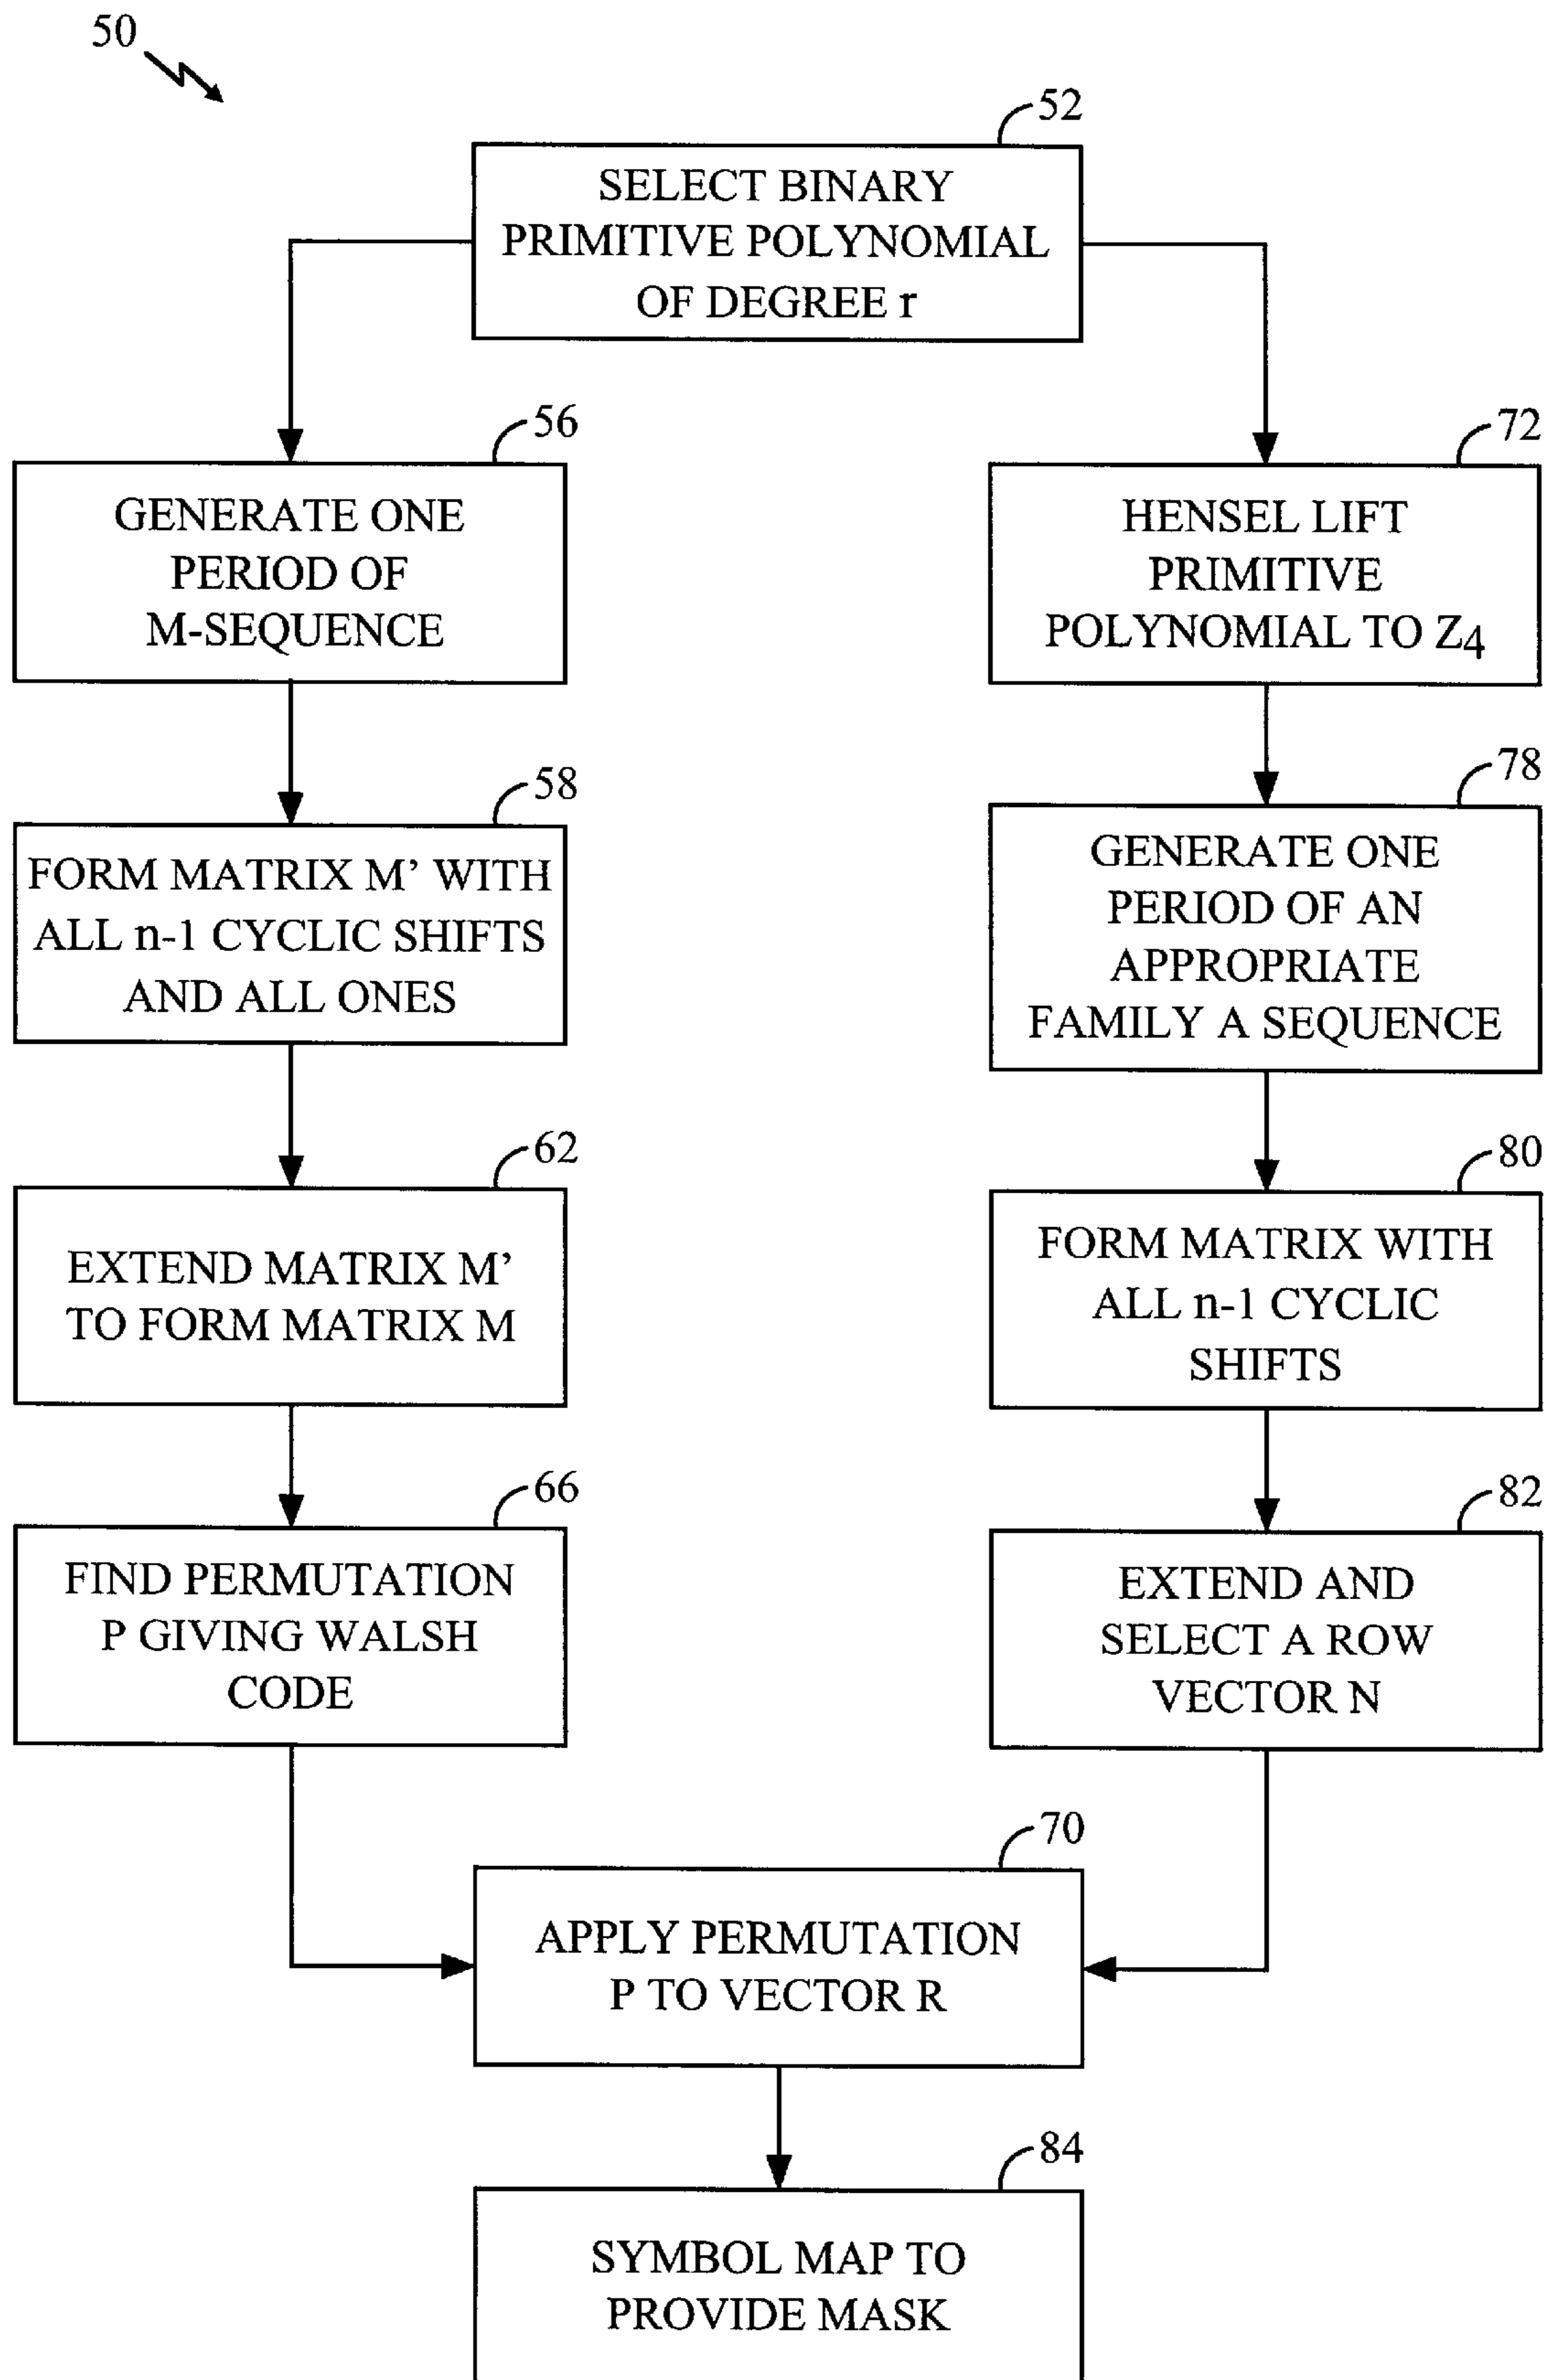 50
52
SELECT BINARY
PRIMITIVE POLYNOMIAL
OF DEGREE r
56
GENERATE ONE
PERIOD OF
M-SEQUENCE
72
HENSEL LIFT
PRIMITIVE
POLYNOMIAL TO Z4
58
FORM MATRIX M' WITH
ALL n-1 CYCLIC SHIFTS
AND ALL ONES
78
GENERATE ONE
PERIOD OF AN
APPROPRIATE
FAMILY A SEQUENCE
62
EXTEND MATRIX M'
TO FORM MATRIX M
80
FORM MATRIX WITH
ALL n-1 CYCLIC
SHIFTS
66
FIND PERMUTATION
P GIVING WALSH
CODE
82
EXTEND AND
SELECT A ROW
VECTOR N
70
APPLY PERMUTATION
P TO VECTOR R
84
SYMBOL MAP TO
PROVIDE MASK